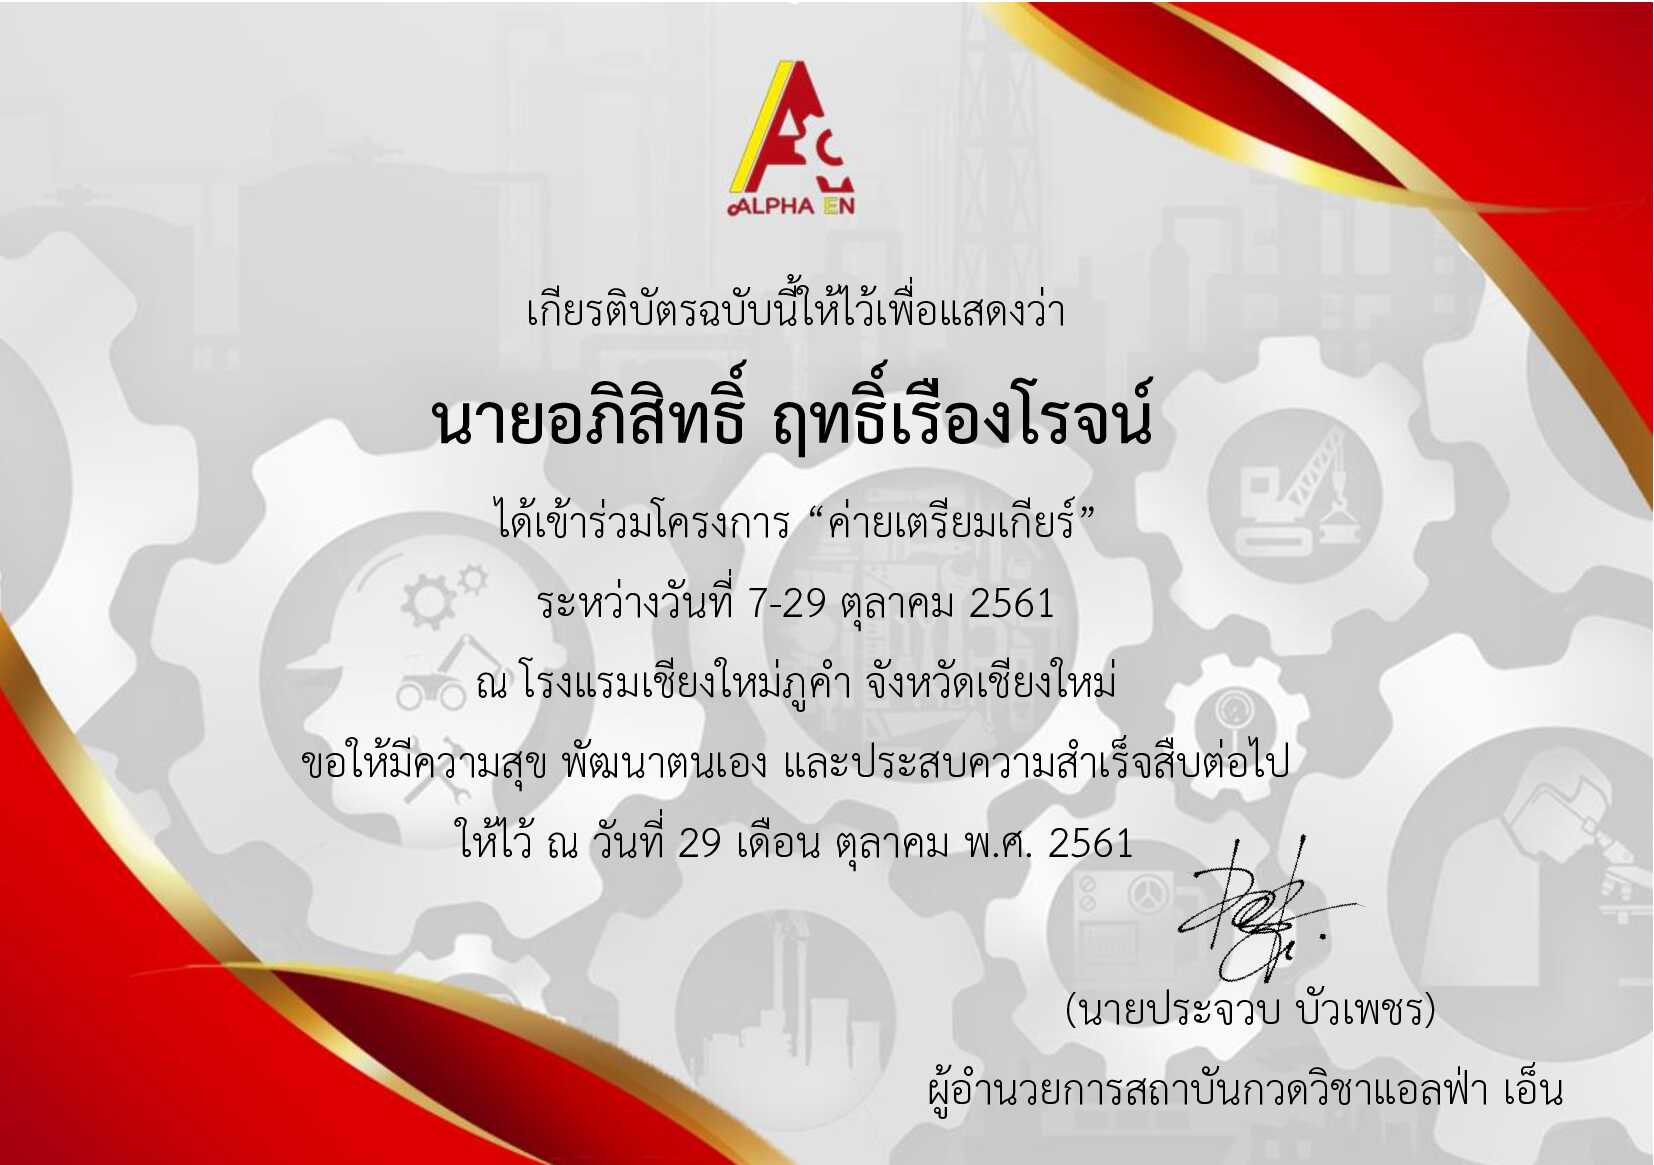 ALPHA EN
เกียรติบัตรฉบับนี้ให้ไว้เพื่อแสดงว่า
นายอภิสิทธิ์ ฤทธิ์เรืองโรจน์
ได้เข้าร่วมโครงการ “ค่ายเตรียมเกียร์”
ระหว่างวันที่ 7-29 ตุลาคม 2561
ณ โรงแรมเชียงใหม่ภูคำ จังหวัดเชียงใหม่
ขอให้มีความสุข พัฒนาตนเอง และประสบความสำเร็จสืบต่อไป
ให้ไว้ ณ วันที่ 29 เดือน ตุลาคม พ.ศ. 2561
(นายประจวบ บัวเพชร)
ผู้อำนวยการสถาบันกวดวิชาแอลฟ่า เอ็น